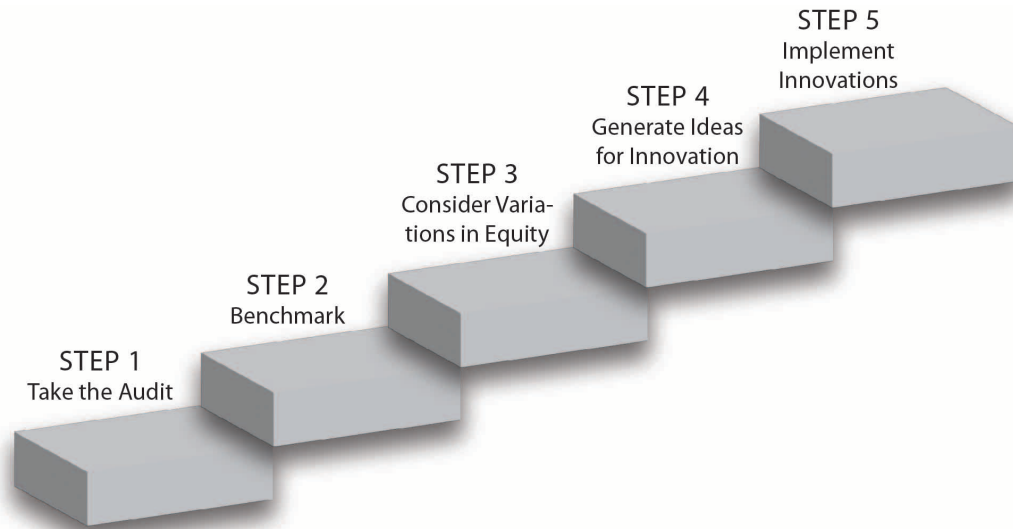 STEP 1
Take the Audit
STEP 2
Benchmark
STEP 3
Consider Varia-
tions in Equity
STEP 4
Generate Ideas
for Innovation
STEP 5
Implement
Innovations